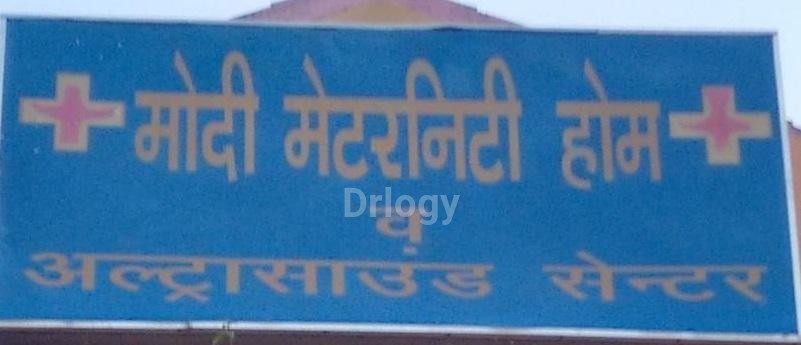 मोदी मेटरनिटी होम
Drlogy
व
अल्ट्रासाउंड सेन्टर